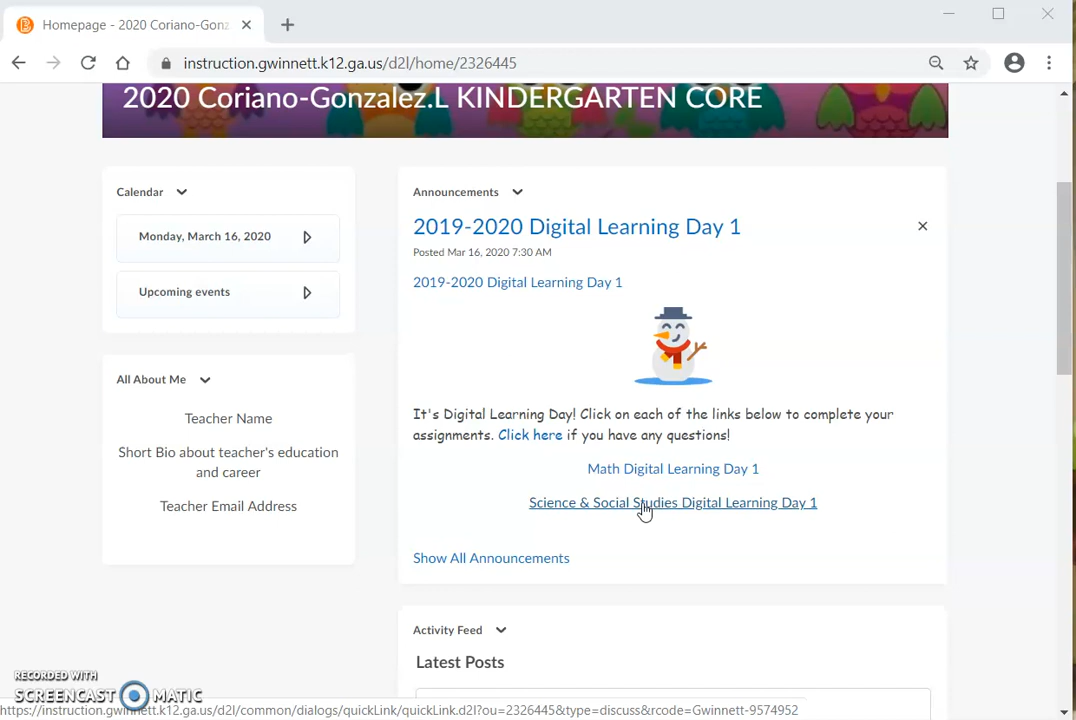 Homepage - 2020 Coriano-Gonz
instruction.gwinnett.k12.ga.us/d2l/home/2326445
2020 Coriano-Gonzalez.L KINDERGARTEN CORE
Calendar
Monday, March 16, 2020
Upcoming events
All About Me
Teacher Name
Short Bio about teacher's education
and career
Teacher Email Address
Announcements
2019-2020 Digital Learning Day 1
Posted Mar 16, 2020 7:30 AM
2019-2020 Digital Learning Day 1
It's Digital Learning Day! Click on each of the links below to complete your
assignments. Click here if you have any questions!
Math Digital Learning Day 1
Science & Social Studies Digital Learning Day 1
Show All Announcements
Activity Feed
Latest Posts
RECORDED WITH
SCREENCAST MATIC
https://instruction.gwinnett.k12.ga.us/d2l/common/dialogs/quickLink/quickLink.d2l?ou=2326445&type=discuss&rcode=Gwinnett-9574952